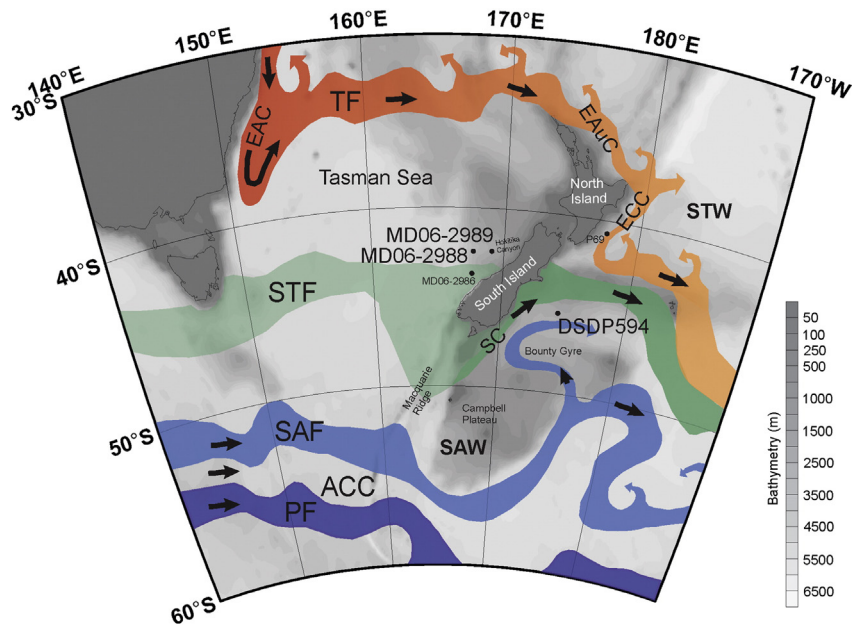 160°E
170°E
150°E
180°E
140°E
170°W
30°S
EAC
TF
EAuC
Tasman Sea
North
Island
STW
ECC
P69
MD06-2989
Hokitika
Canyon
MD06-2988
MD06-2986
40°S
South Island
STF
SC
DSDP594
Bounty Gyre
Macquarie
Ridge
Campbell
Plateau
SAW
50°S
SAF
ACC
PF
60°S
Bathymetry (m)
50
100
250
500
1000
1500
2500
3500
4500
5500
6500